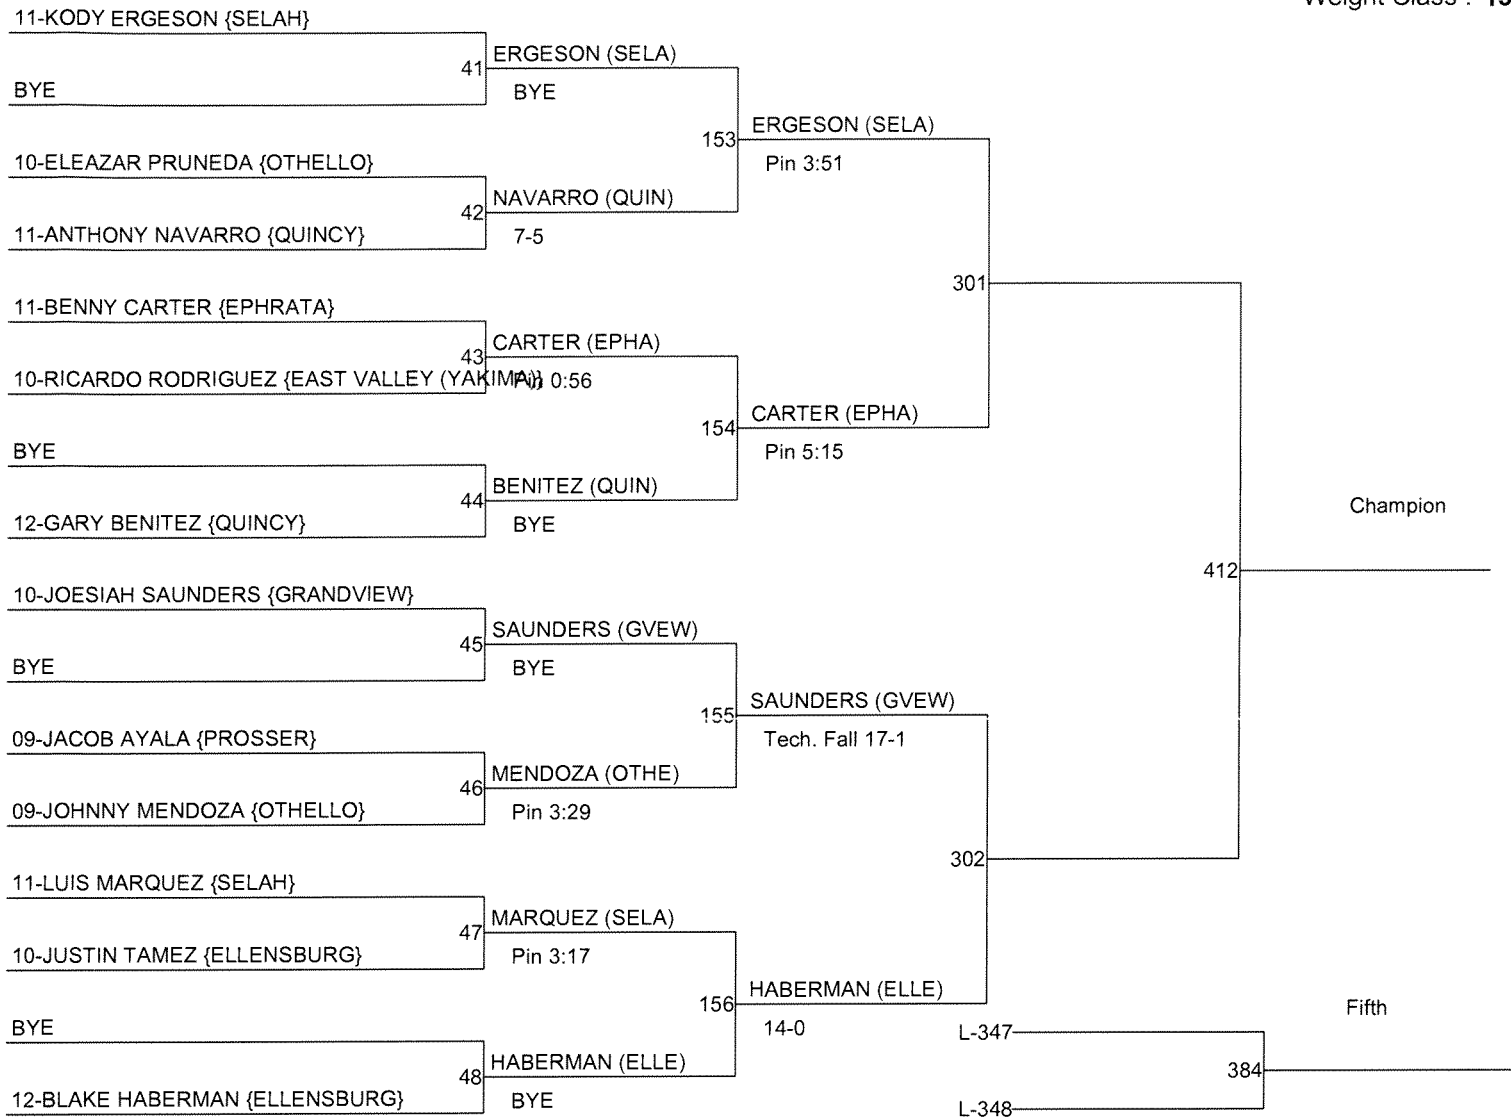 Weight Class :
11-KODY ERGESON {SELAH}
41
ERGESON (SELA)
BYE
BYE
153
ERGESON (SELA)
Pin 3:51
10-ELEAZAR PRUNEDA {OTHELLO}
42
NAVARRO (QUIN)
11-ANTHONY NAVARRO {QUINCY}
7-5
301
11-BENNY CARTER {EPHRATA}
43
CARTER (EPHA)
10-RICARDO RODRIGUEZ {EAST VALLEY (YAKIMA)}
Pin 0:56
154
CARTER (EPHA)
Pin 5:15
BYE
44
BENITEZ (QUIN)
12-GARY BENITEZ {QUINCY}
BYE
Champion
412
10-JOESIAH SAUNDERS {GRANDVIEW}
45
SAUNDERS (GVEW)
BYE
BYE
155
SAUNDERS (GVEW)
Tech. Fall 17-1
09-JACOB AYALA {PROSSER}
46
MENDOZA (OTHE)
09-JOHNNY MENDOZA {OTHELLO}
Pin 3:29
302
11-LUIS MARQUEZ {SELAH}
47
MARQUEZ (SELA)
10-JUSTIN TAMEZ {ELLENSBURG}
Pin 3:17
156
HABERMAN (ELLE)
14-0
BYE
48
HABERMAN (ELLE)
12-BLAKE HABERMAN {ELLENSBURG}
BYE
Fifth
L-347
384
L-348